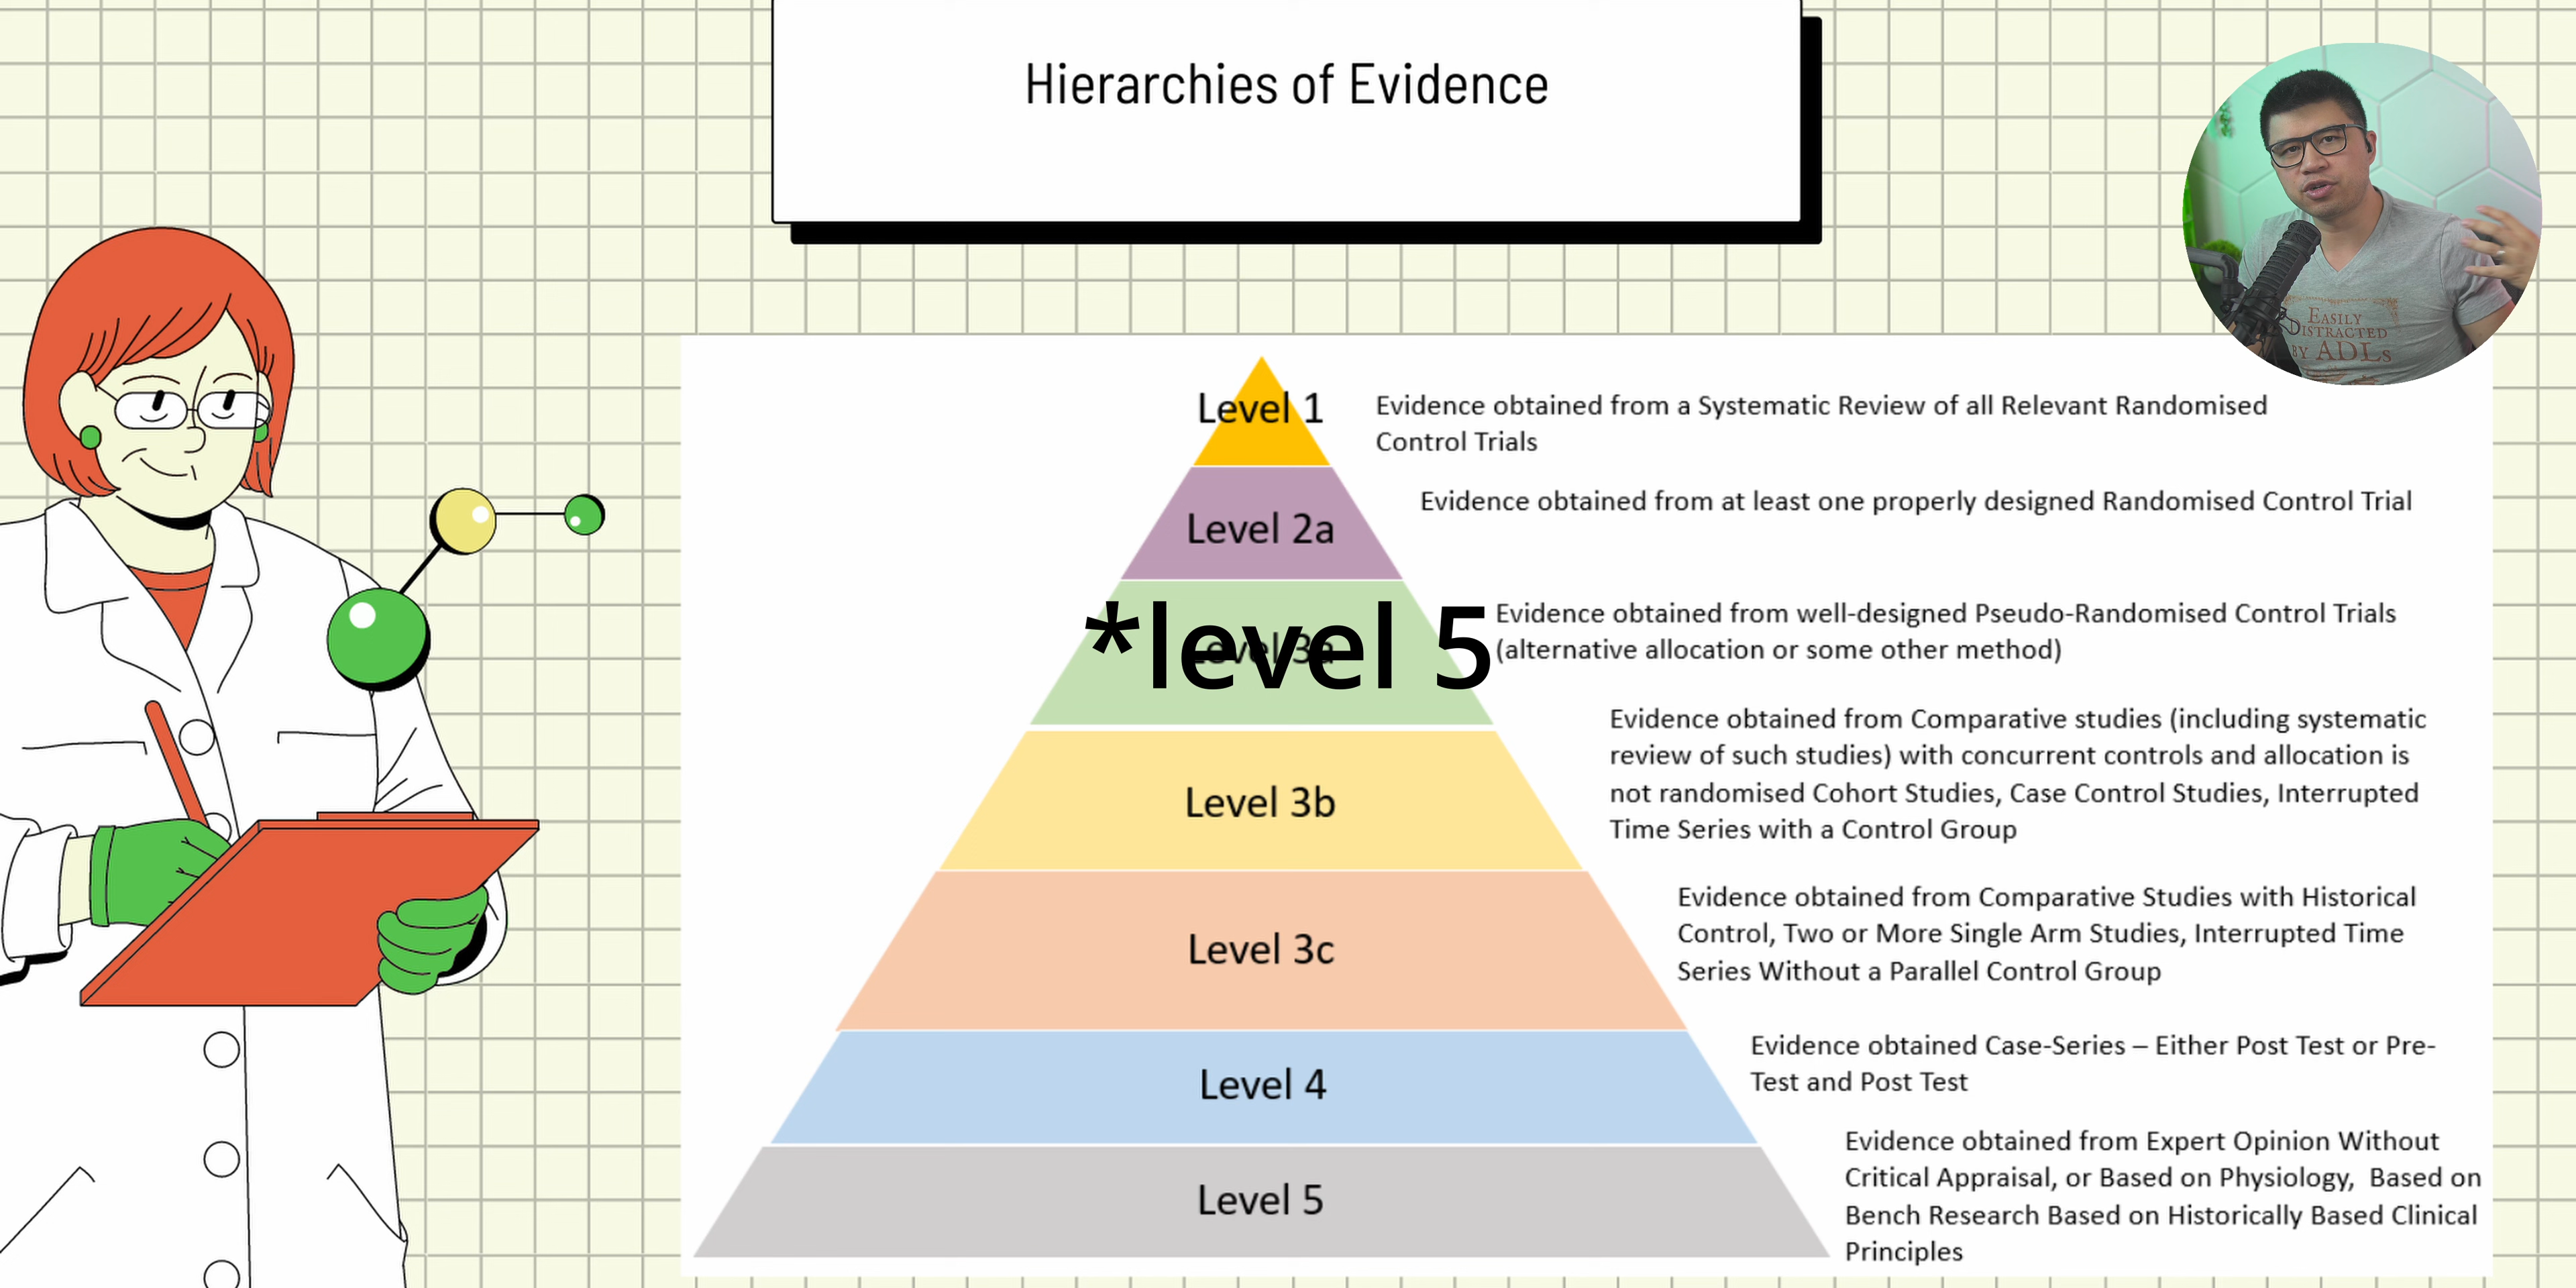 Hierarchies of Evidence
EASILY
DISTRACTED
BY ADLs
Level 1
Evidence obtained from a Systematic Review of all Relevant Randomised
Control Trials
Level 2a
Evidence obtained from at least one properly designed Randomised Control Trial
Level 3a
*level 5
Evidence obtained from well-designed Pseudo-Randomised Control Trials
(alternative allocation or some other method)
Level 3b
Evidence obtained from Comparative studies (including systematic
review of such studies) with concurrent controls and allocation is
not randomised Cohort Studies, Case Control Studies, Interrupted
Time Series with a Control Group
Level 3c
Evidence obtained from Comparative Studies with Historical
Control, Two or More Single Arm Studies, Interrupted Time
Series Without a Parallel Control Group
Level 4
Evidence obtained Case-Series – Either Post Test or Pre-
Test and Post Test
Level 5
Evidence obtained from Expert Opinion Without
Critical Appraisal, or Based on Physiology,  Based on
Bench Research Based on Historically Based Clinical
Principles